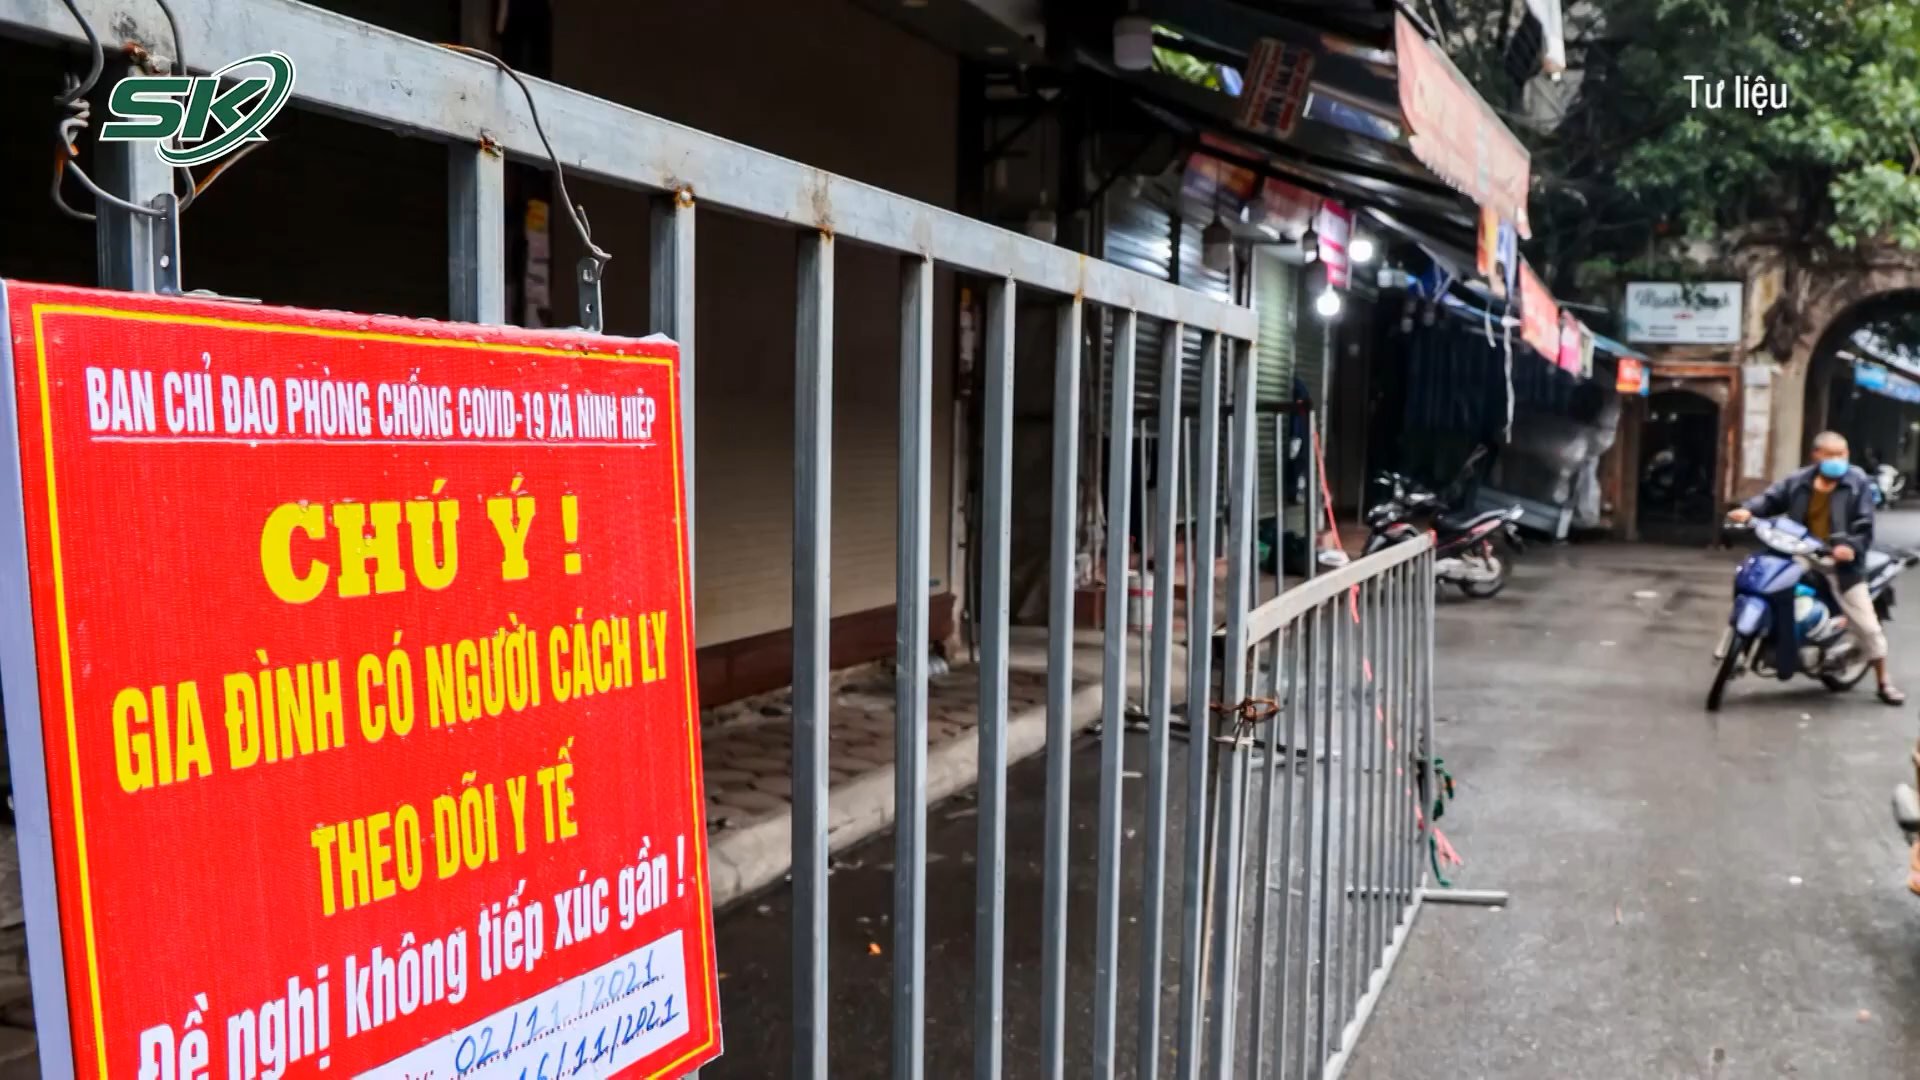 SK
Tư liệu
BAN CHỈ ĐẠO PHÒNG CHỐNG COVID-19 XÃ NINH HIỆP
CHÚ Ý !
GIA ĐÌNH CÓ NGƯỜI CÁCH LY
THEO DÕI Y TẾ
Đề nghị không tiếp xúc gần !
02/11/2021
16/11/2021